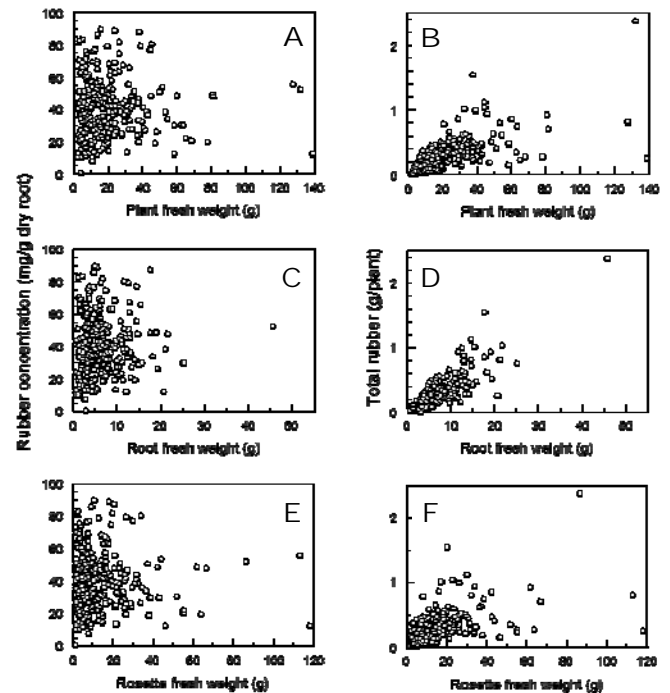 Rubber concentration (mg/g dry root)
Total rubber (g/plant)
A
100
80
60
40
20
0
0 20 40 60 80 100 120 140
Plant fresh weight (g)
B
2
1
0
0 20 40 60 80 100 120 140
Plant fresh weight (g)
C
100
80
60
40
20
0
0 10 20 30 40 50
Root fresh weight (g)
D
2
1
0
0 10 20 30 40 50
Root fresh weight (g)
E
100
80
60
40
20
0
0 20 40 60 80 100 120
Rosette fresh weight (g)
F
2
1
0
0 20 40 60 80 100 120
Rosette fresh weight (g)